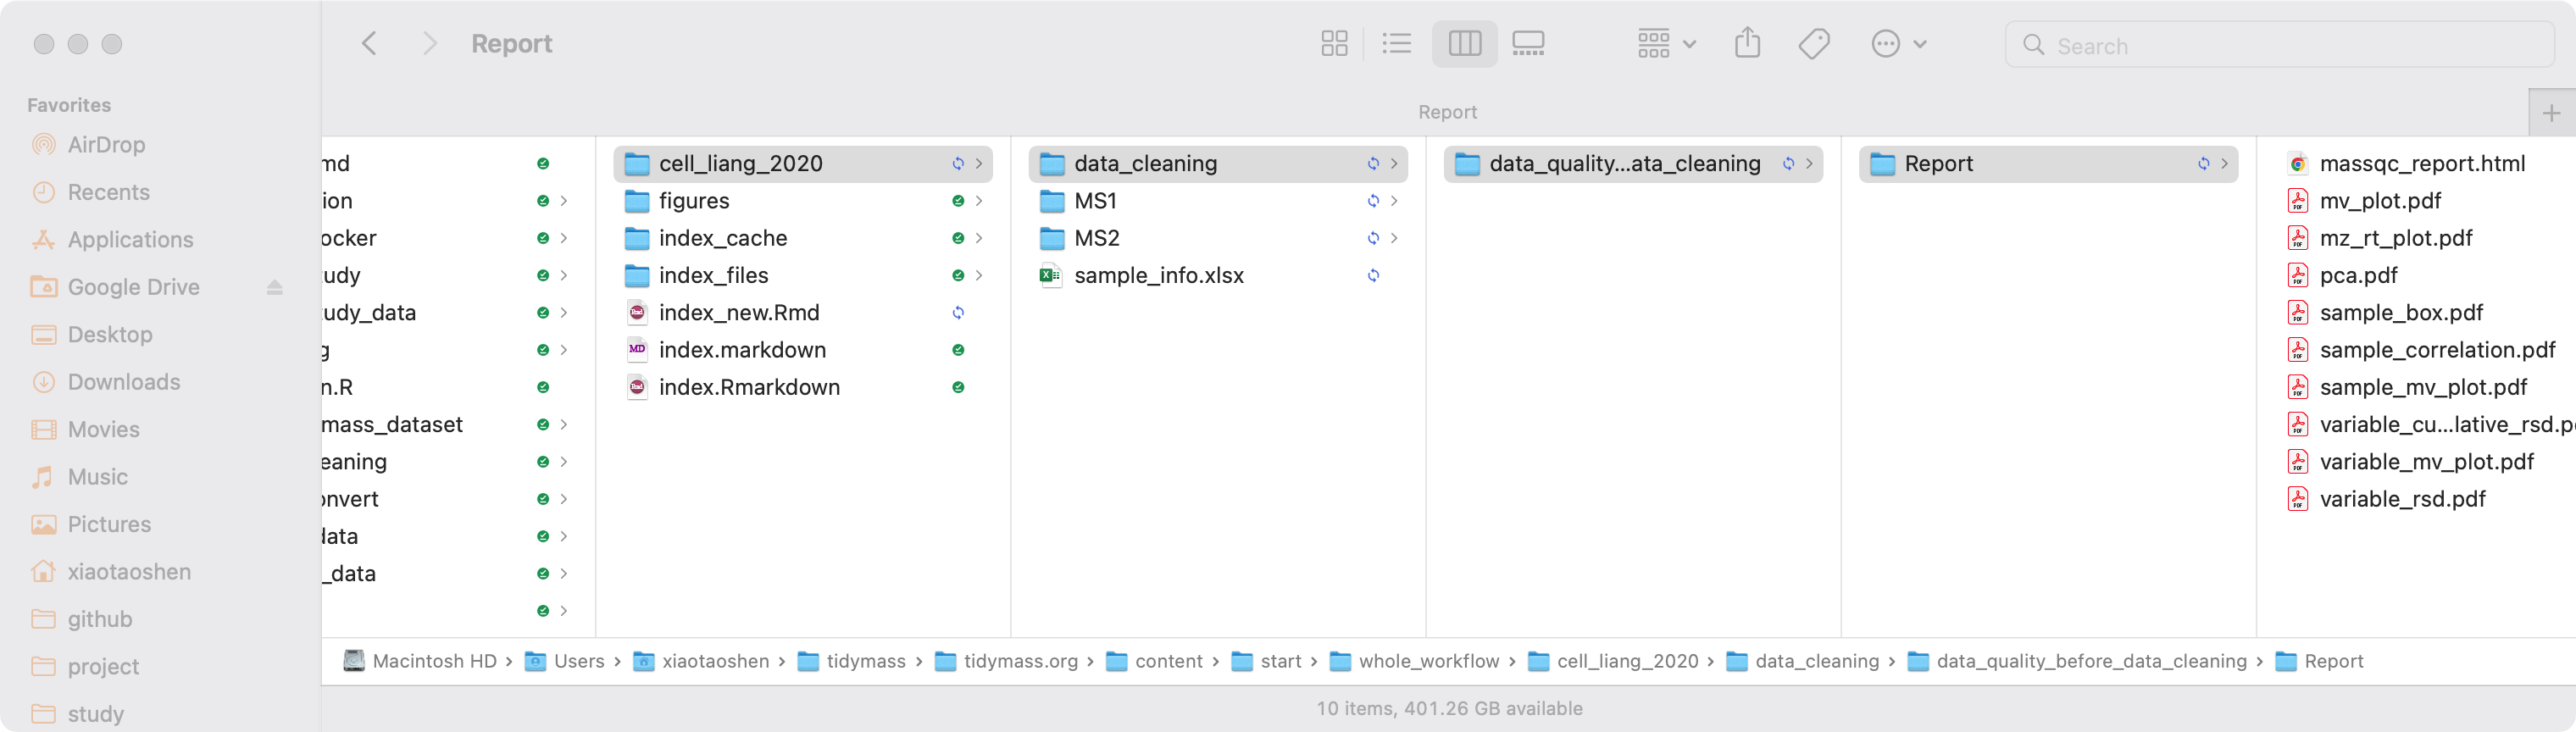 Report
Search
Report
Favorites
AirDrop
Recents
Applications
Google Drive
Desktop
Downloads
Movies
Music
Pictures
xiaotaoshen
github
project
study
md
ion
ocker
udy
udy_data
g
n.R
mass_dataset
eaning
onvert
data
_data
cell_liang_2020
figures
index_cache
index_files
index_new.Rmd
index.markdown
index.Rmarkdown
data_cleaning
MS1
MS2
sample_info.xlsx
data_quality...ata_cleaning
Report
massqc_report.html
mv_plot.pdf
mz_rt_plot.pdf
pca.pdf
sample_box.pdf
sample_correlation.pdf
sample_mv_plot.pdf
variable_cu...lative_rsd.p
variable_mv_plot.pdf
variable_rsd.pdf
Macintosh HD › Users › xiaotaoshen › tidymass › tidymass.org › content › start › whole_workflow › cell_liang_2020 › data_cleaning › data_quality_before_data_cleaning › Report
10 items, 401.26 GB available